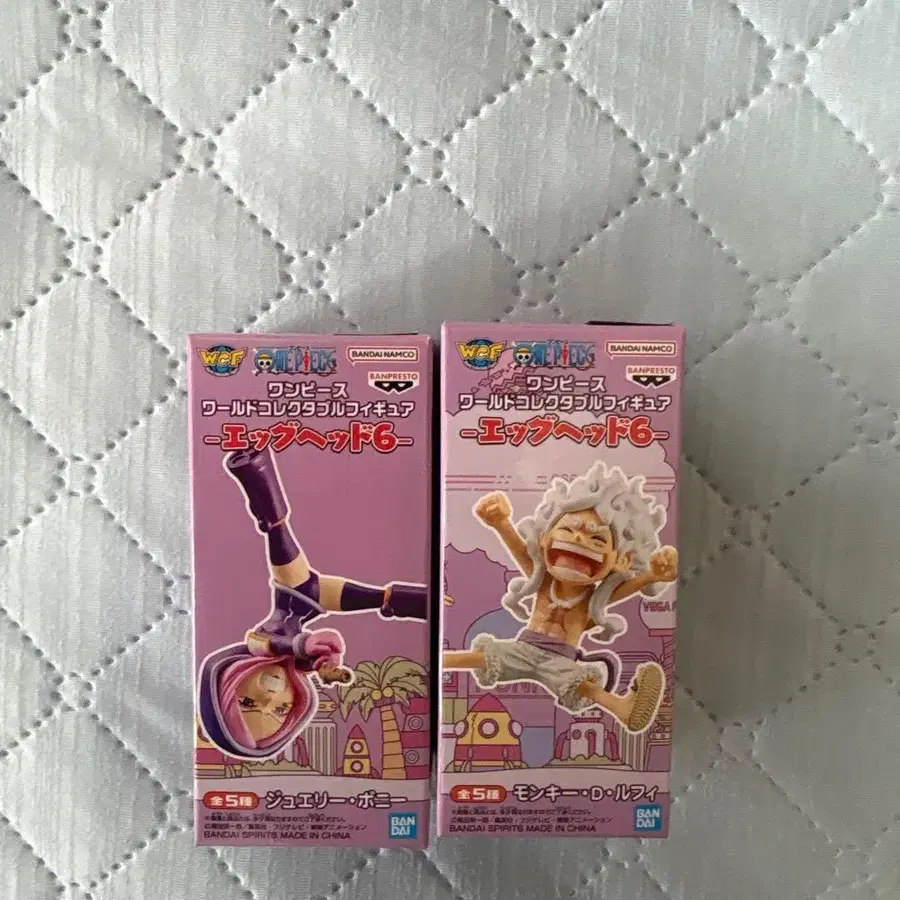 WCF ONE PIECE BANDAI NAMCO
BANPRESTO
ワンピース
ワールドコレクタブルフィギュア
-エッグヘッド6-
全5種 ジュエリー・ボニー
BANDAI SPIRITS MADE IN CHINA
BAN
DAI
WCF ONE PIECE BANDAI NAMCO
BANPRESTO
ワンピース
ワールドコレクタブルフィギュア
-エッグヘッド6-
VEGA
全5種 モンキー・D・ルフィ
BANDAI SPIRITS MADE IN CHINA
BAN
DAI